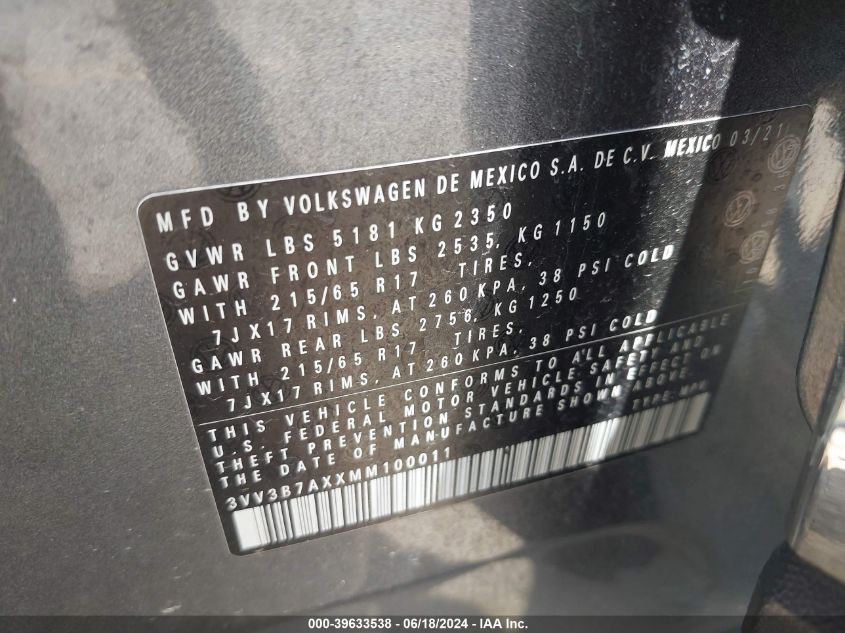 MFD BY VOLKSWAGEN DE MEXICO S.A. DE C.V. MEXICO 03/21
GVWR LBS 5181 KG 2350
GAWR FRONT LBS 2535, KG 1150
WITH 215/65 R17 TIRES,
7JX17 RIMS, AT 260 KPA, 38 PSI COLD
GAWR REAR LBS 2756, KG 1250
WITH 215/65 R17 TIRES,
7JX17 RIMS, AT 260 KPA, 38 PSI COLD
THIS VEHICLE CONFORMS TO ALL APPLICABLE
U.S. FEDERAL MOTOR VEHICLE SAFETY AND
THEFT PREVENTION STANDARDS IN EFFECT ON
THE DATE OF MANUFACTURE SHOWN ABOVE
3VV3B7AXXMM100011 TYPE: MPV
000-39633538 - 06/18/2024 - IAA, Inc.